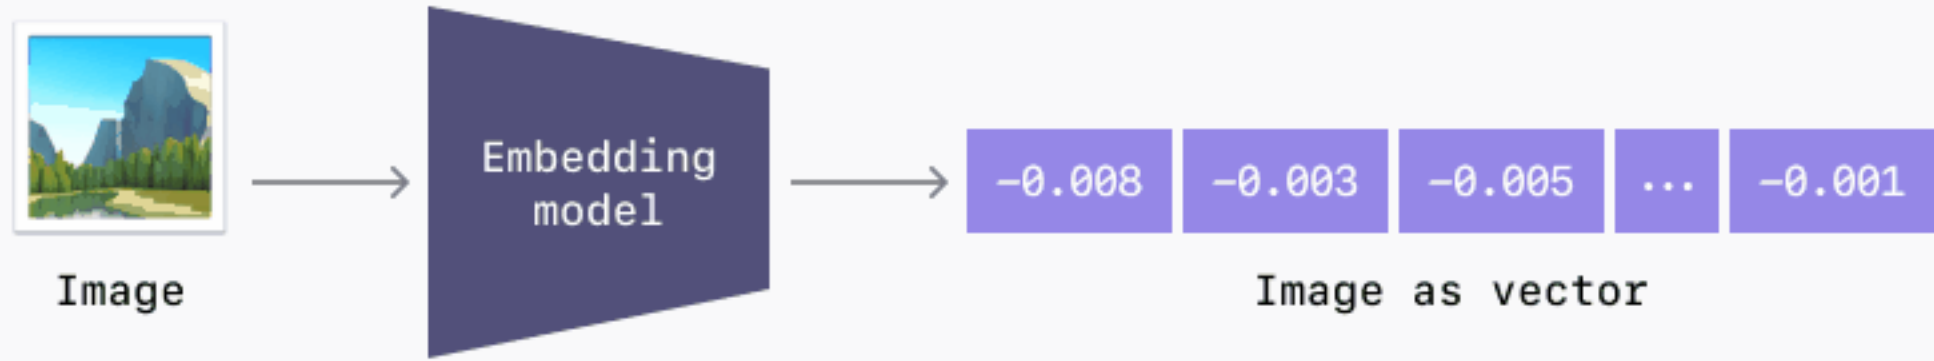 Embedding
model
−0.008 −0.003 −0.005 ... −0.001
Image
Image as vector